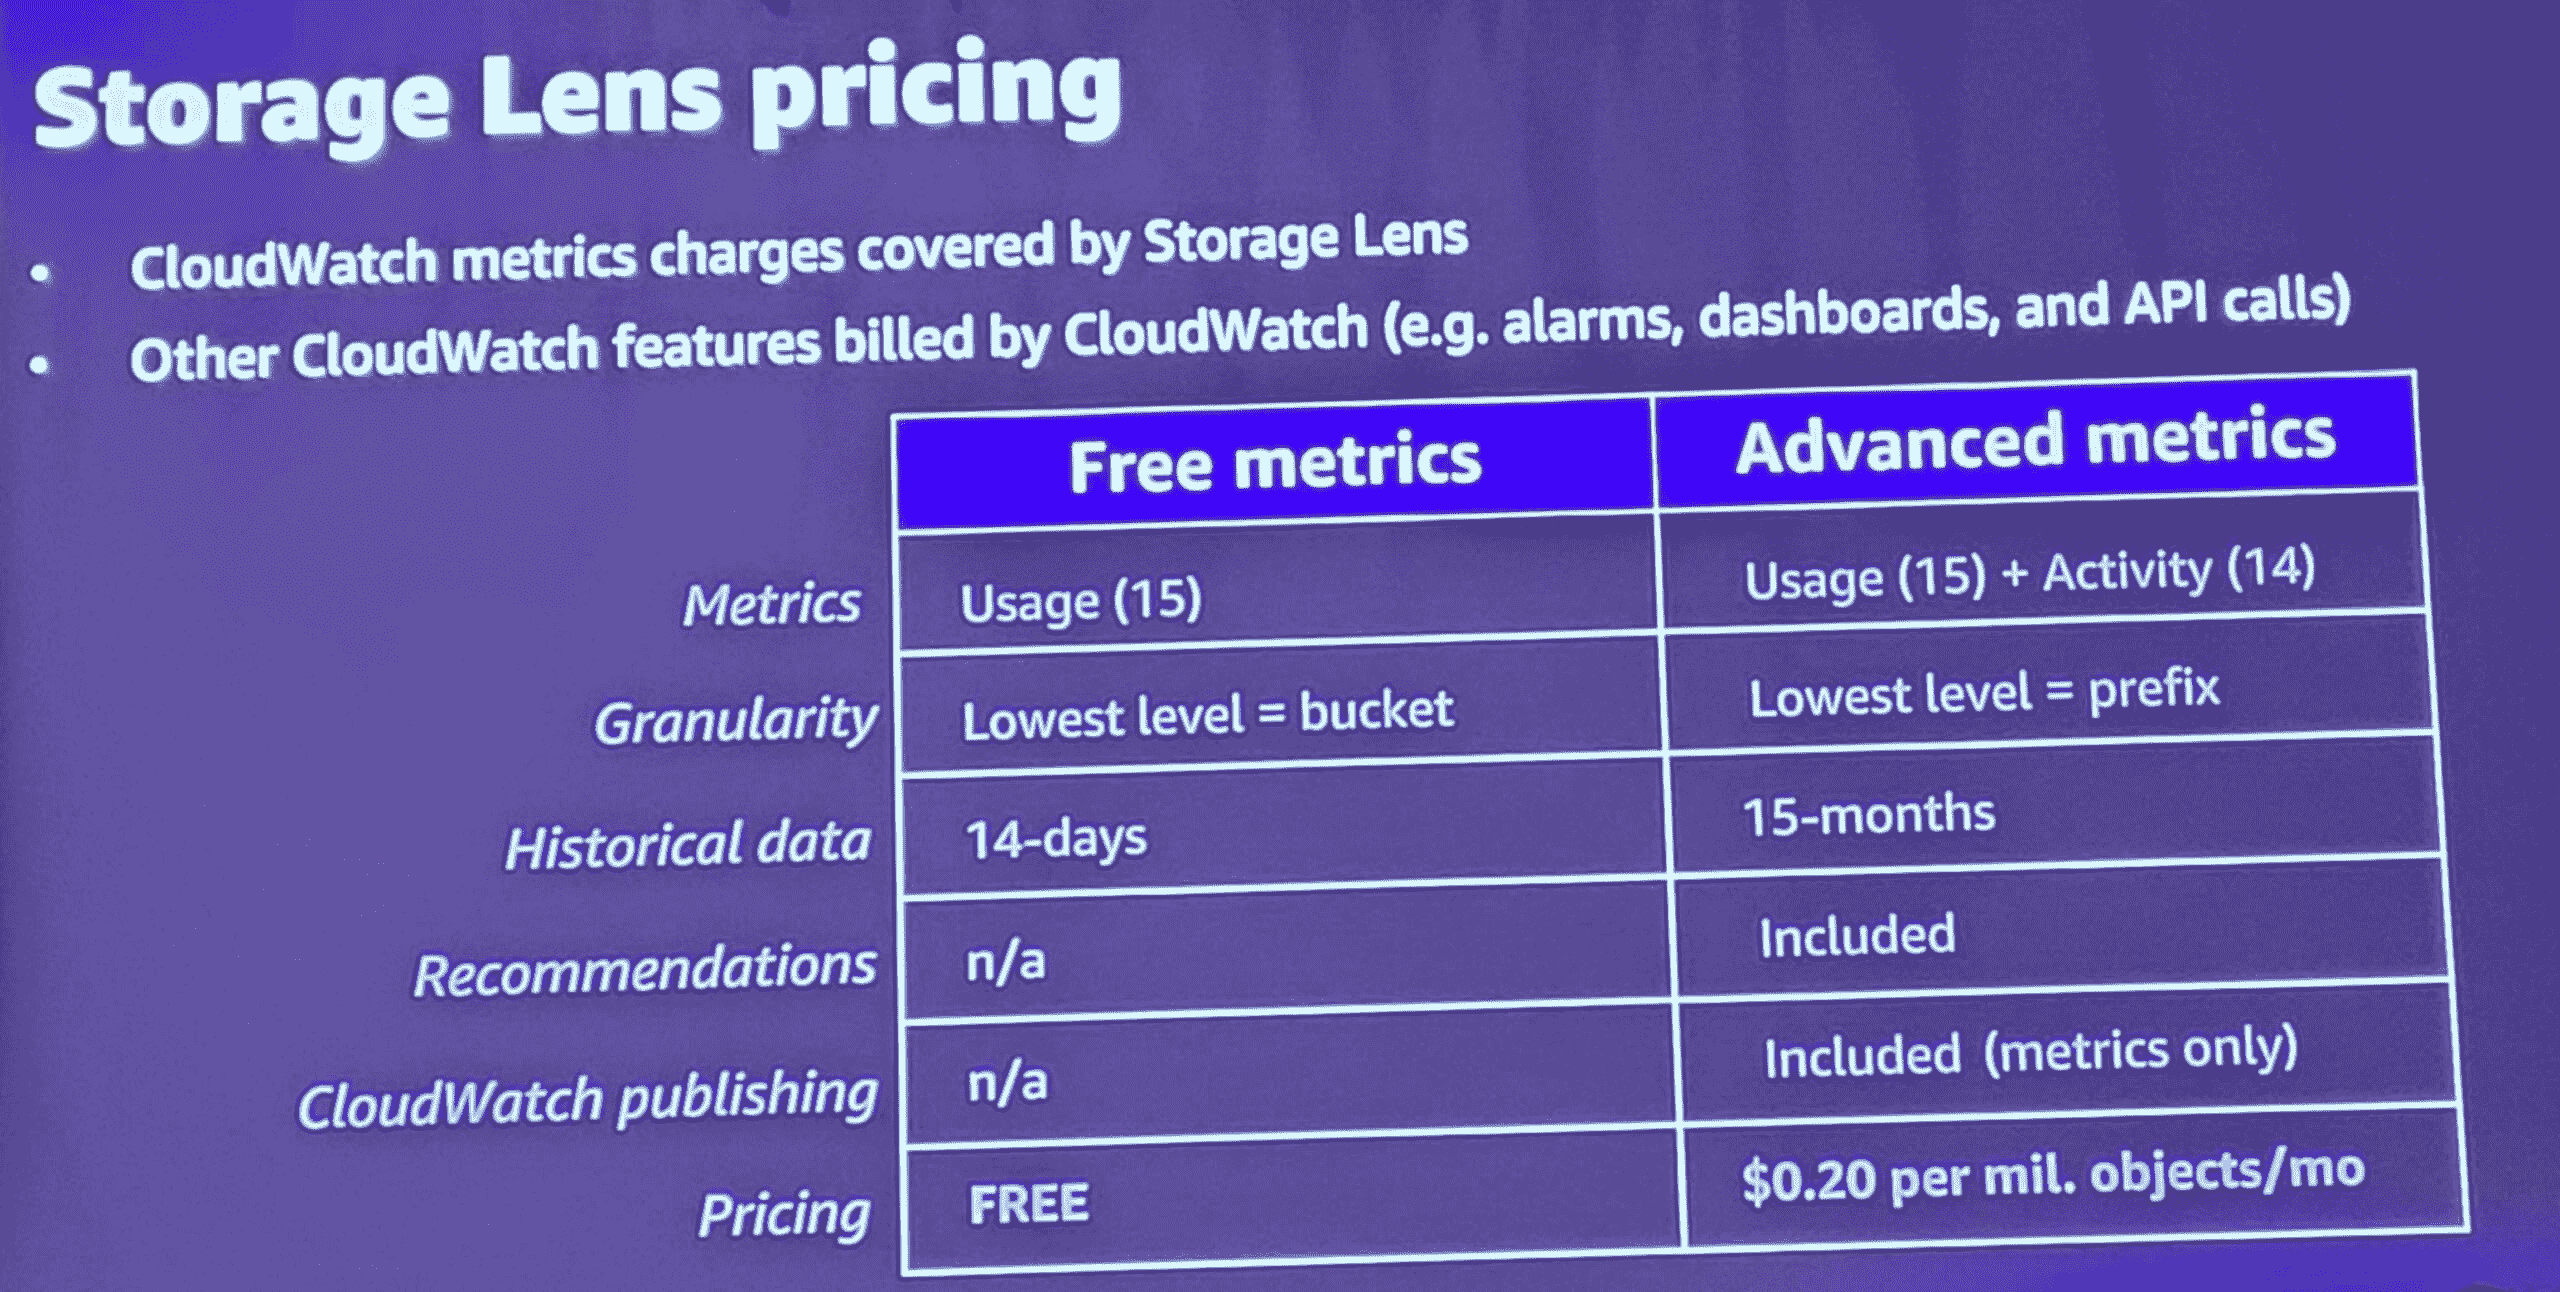 Storage Lens pricing
• CloudWatch metrics charges covered by Storage Lens
• Other CloudWatch features billed by CloudWatch (e.g. alarms, dashboards, and API calls)
Free metrics Advanced metrics
Metrics Usage (15) Usage (15) + Activity (14)
Granularity Lowest level = bucket Lowest level = prefix
Historical data 14-days 15-months
Recommendations n/a Included
CloudWatch publishing n/a Included (metrics only)
Pricing FREE $0.20 per mil. objects/mo